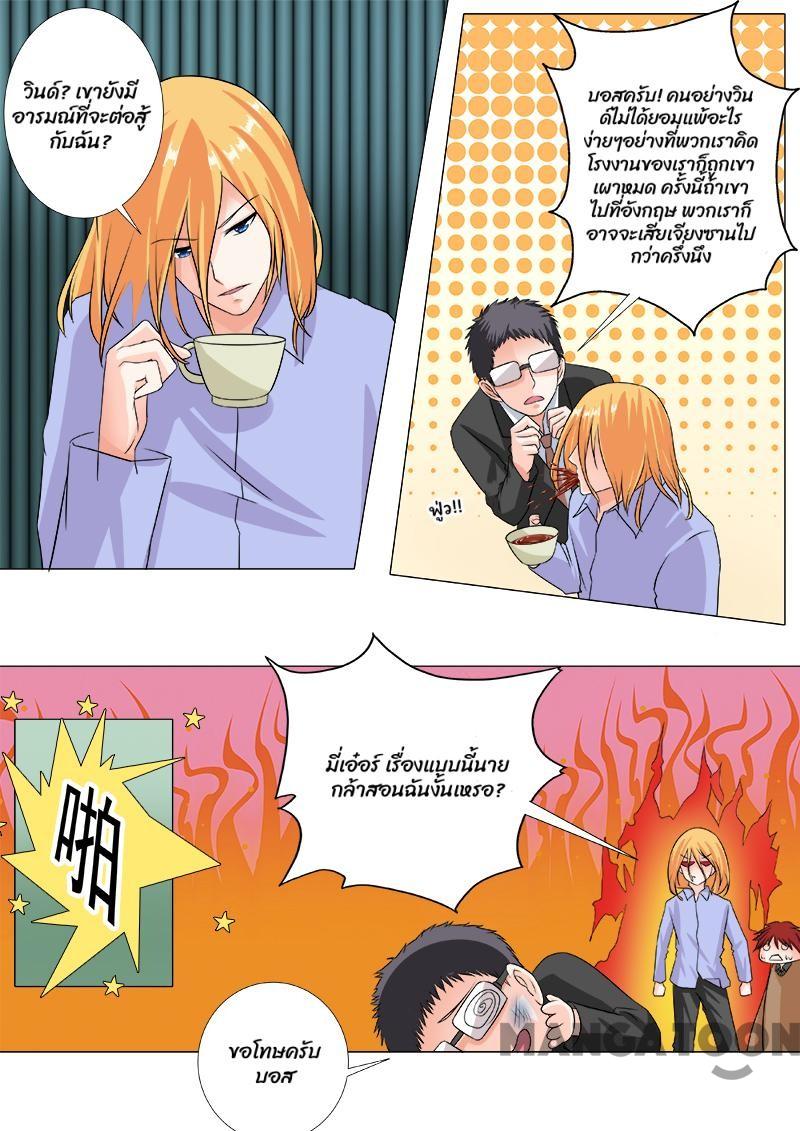 วินด์? เขายังมี
อารมณ์ที่จะต่อสู้
กับฉัน?
บอสครับ! คนอย่างวิน
ด์ไม่ได้ยอมแพ้อะไร
ง่ายๆอย่างที่พวกเราคิด
โรงงานของเราก็ถูกเขา
เผาหมด ครั้งนี้ถ้าเขา
ไปที่อังกฤษ พวกเราก็
อาจจะเสียเจียงซานไป
กว่าครึ่งนึง
ฟู่ว!!
มี่เอ๋อร์ เรื่องแบบนี้นาย
กล้าสอนฉันงั้นเหรอ?
啪
ขอโทษครับ
บอส
MANGATOON